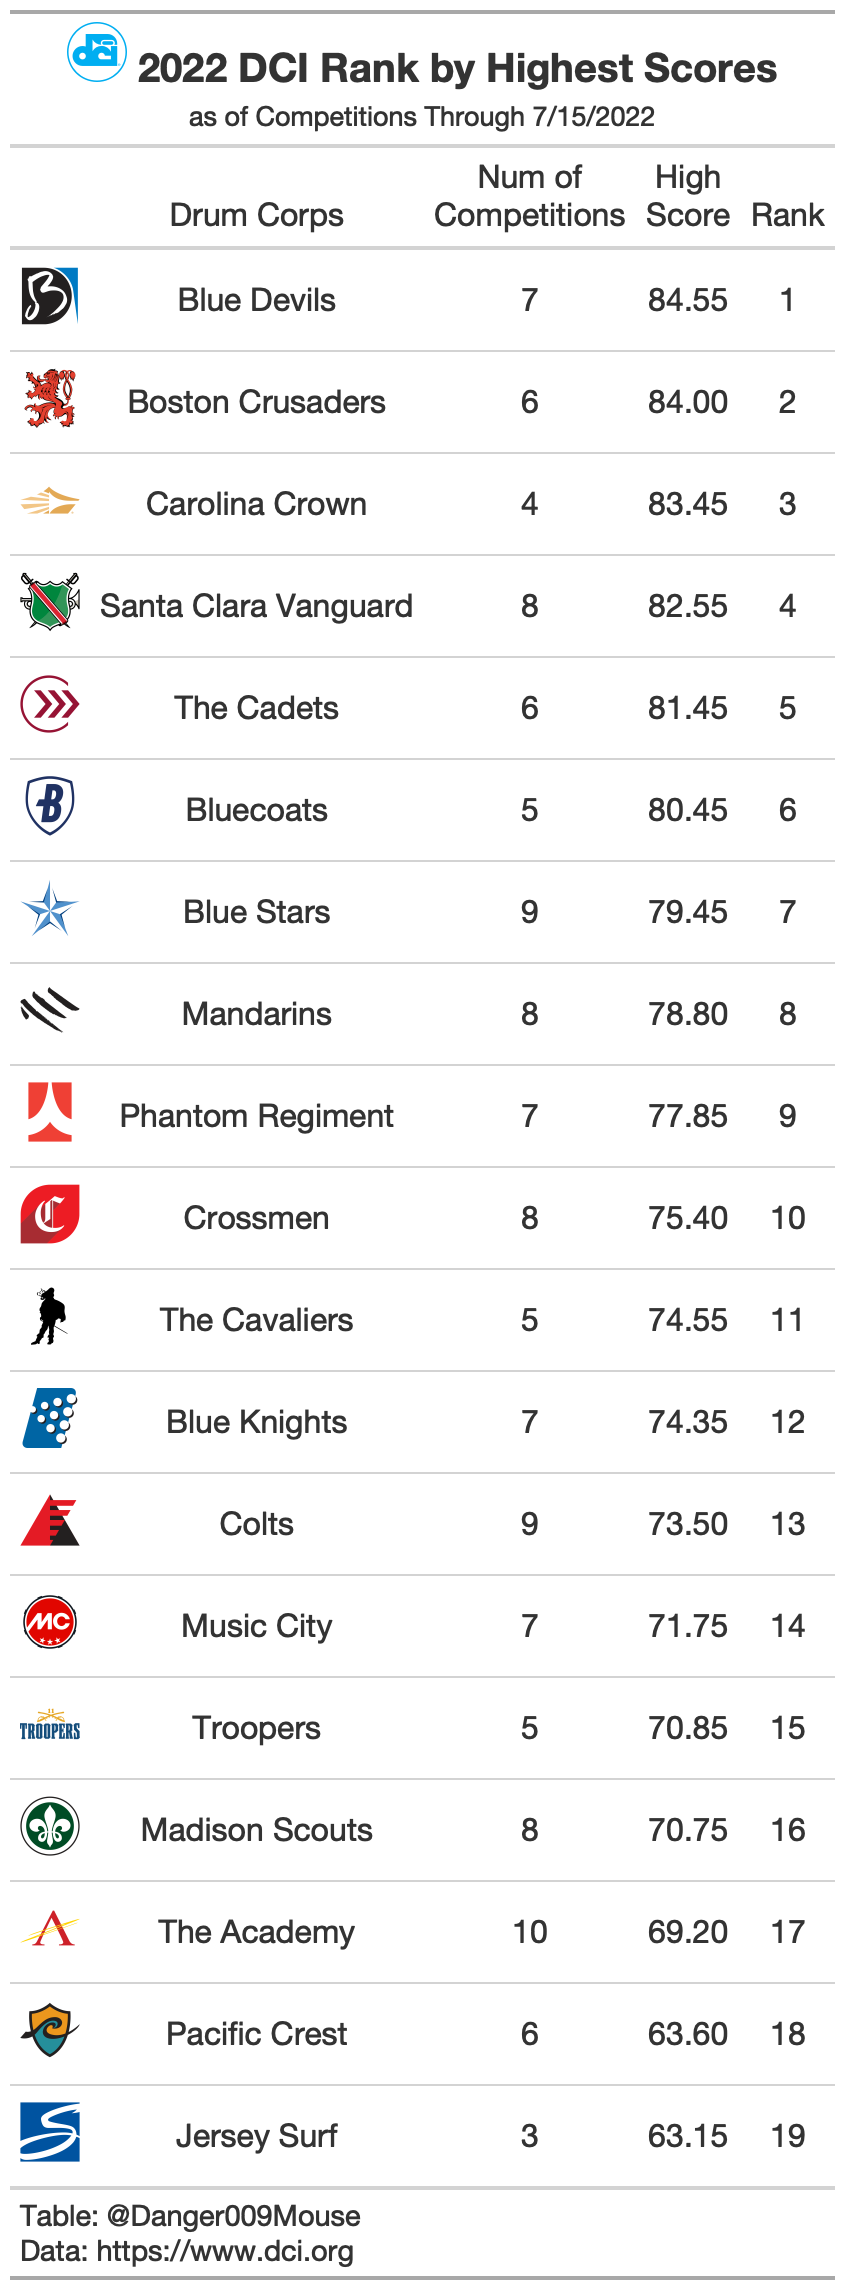 dci
2022 DCI Rank by Highest Scores
as of Competitions Through 7/15/2022
Drum Corps Num of Competitions High Score Rank
Blue Devils 7 84.55 1
Boston Crusaders 6 84.00 2
Carolina Crown 4 83.45 3
Santa Clara Vanguard 8 82.55 4
The Cadets 6 81.45 5
B Bluecoats 5 80.45 6
Blue Stars 9 79.45 7
Mandarins 8 78.80 8
Phantom Regiment 7 77.85 9
C Crossmen 8 75.40 10
The Cavaliers 5 74.55 11
Blue Knights 7 74.35 12
Colts 9 73.50 13
MC Music City 7 71.75 14
TROOPERS Troopers 5 70.85 15
Madison Scouts 8 70.75 16
The Academy 10 69.20 17
Pacific Crest 6 63.60 18
Jersey Surf 3 63.15 19
Table: @Danger009Mouse
Data: https://www.dci.org